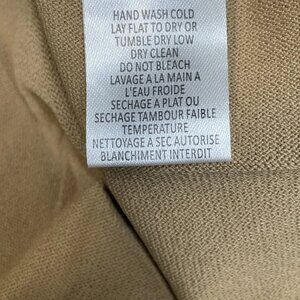 HAND WASH COLD
LAY FLAT TO DRY OR
TUMBLE DRY LOW
DRY CLEAN
DO NOT BLEACH
LAVAGE A LA MAIN A
L'EAU FROIDE
SECHAGE A PLAT OU
SECHAGE TAMBOUR FAIBLE
TEMPERATURE
NETTOYAGE A SEC AUTORISE
BLANCHIMENT INTERDIT